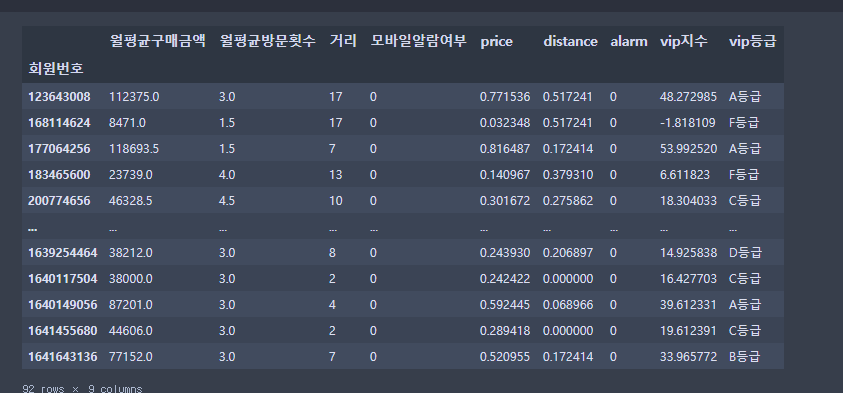 월평균구매금액 월평균방문횟수 거리 모바일알람여부 price distance alarm vip지수 vip등급
회원번호
123643008 112375.0 3.0 17 0 0.771536 0.517241 0 48.272985 A등급
168114624 8471.0 1.5 17 0 0.032348 0.517241 0 -1.818109 F등급
177064256 118693.5 1.5 7 0 0.816487 0.172414 0 53.992520 A등급
183465600 23739.0 4.0 13 0 0.140967 0.379310 0 6.611823 F등급
200774656 46328.5 4.5 10 0 0.301672 0.275862 0 18.304033 C등급
... ... ... ... ... ... ... ... ... ...
1639254464 38212.0 3.0 8 0 0.243930 0.206897 0 14.925838 D등급
1640117504 38000.0 3.0 2 0 0.242422 0.000000 0 16.427703 C등급
1640149056 87201.0 3.0 4 0 0.592445 0.068966 0 39.612331 A등급
1641455680 44606.0 3.0 2 0 0.289418 0.000000 0 19.612391 C등급
1641643136 77152.0 3.0 7 0 0.520955 0.172414 0 33.965772 B등급
92 rows × 9 columns